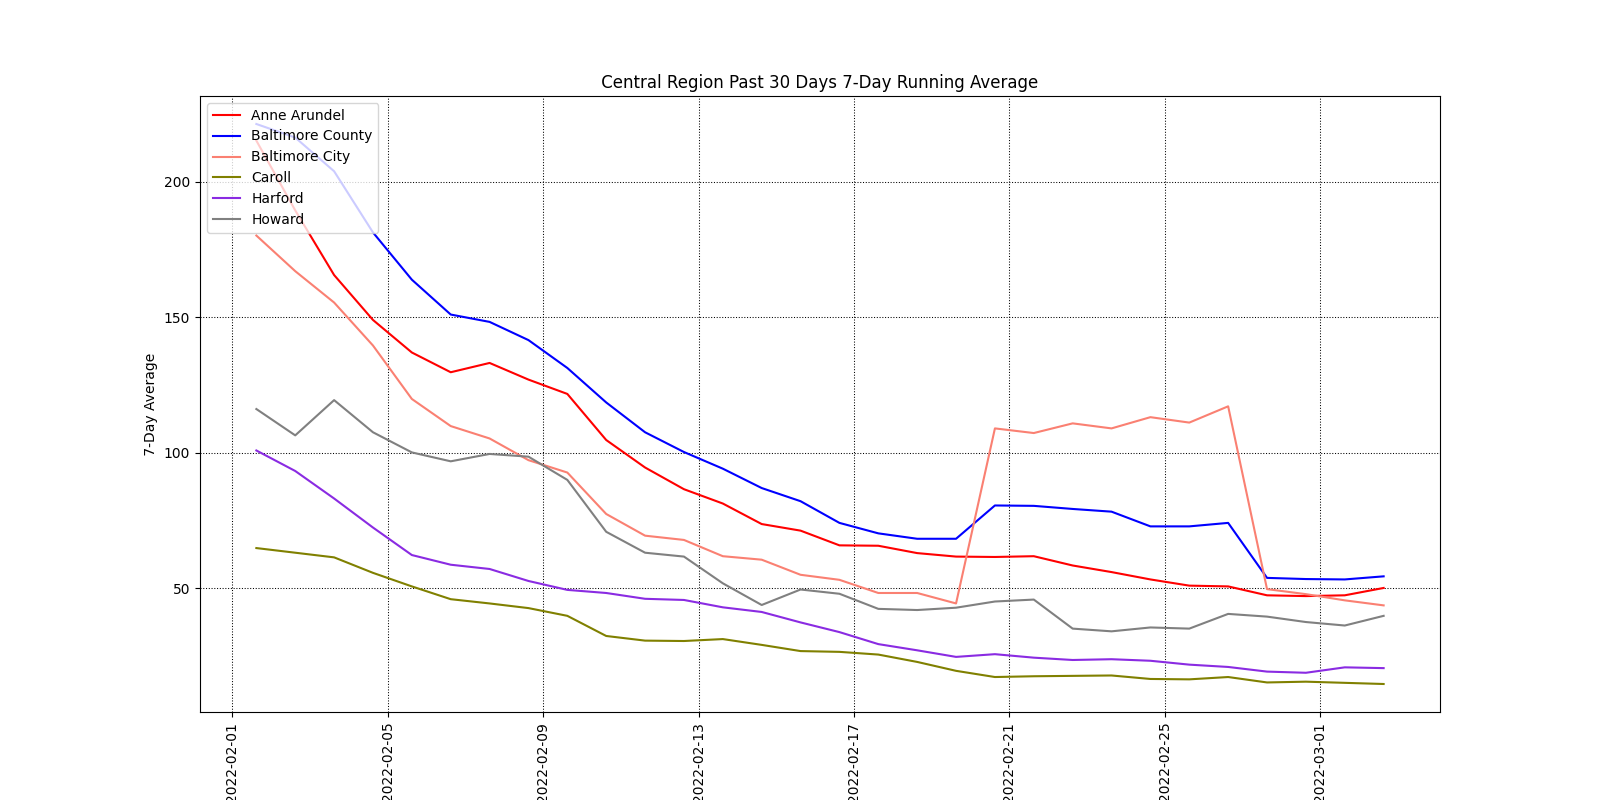 Central Region Past 30 Days 7-Day Running Average
Anne Arundel
Baltimore County
Baltimore City
Caroll
Harford
Howard
7-Day Average
200
150
100
50
2022-02-01
2022-02-05
2022-02-09
2022-02-13
2022-02-17
2022-02-21
2022-02-25
2022-03-01